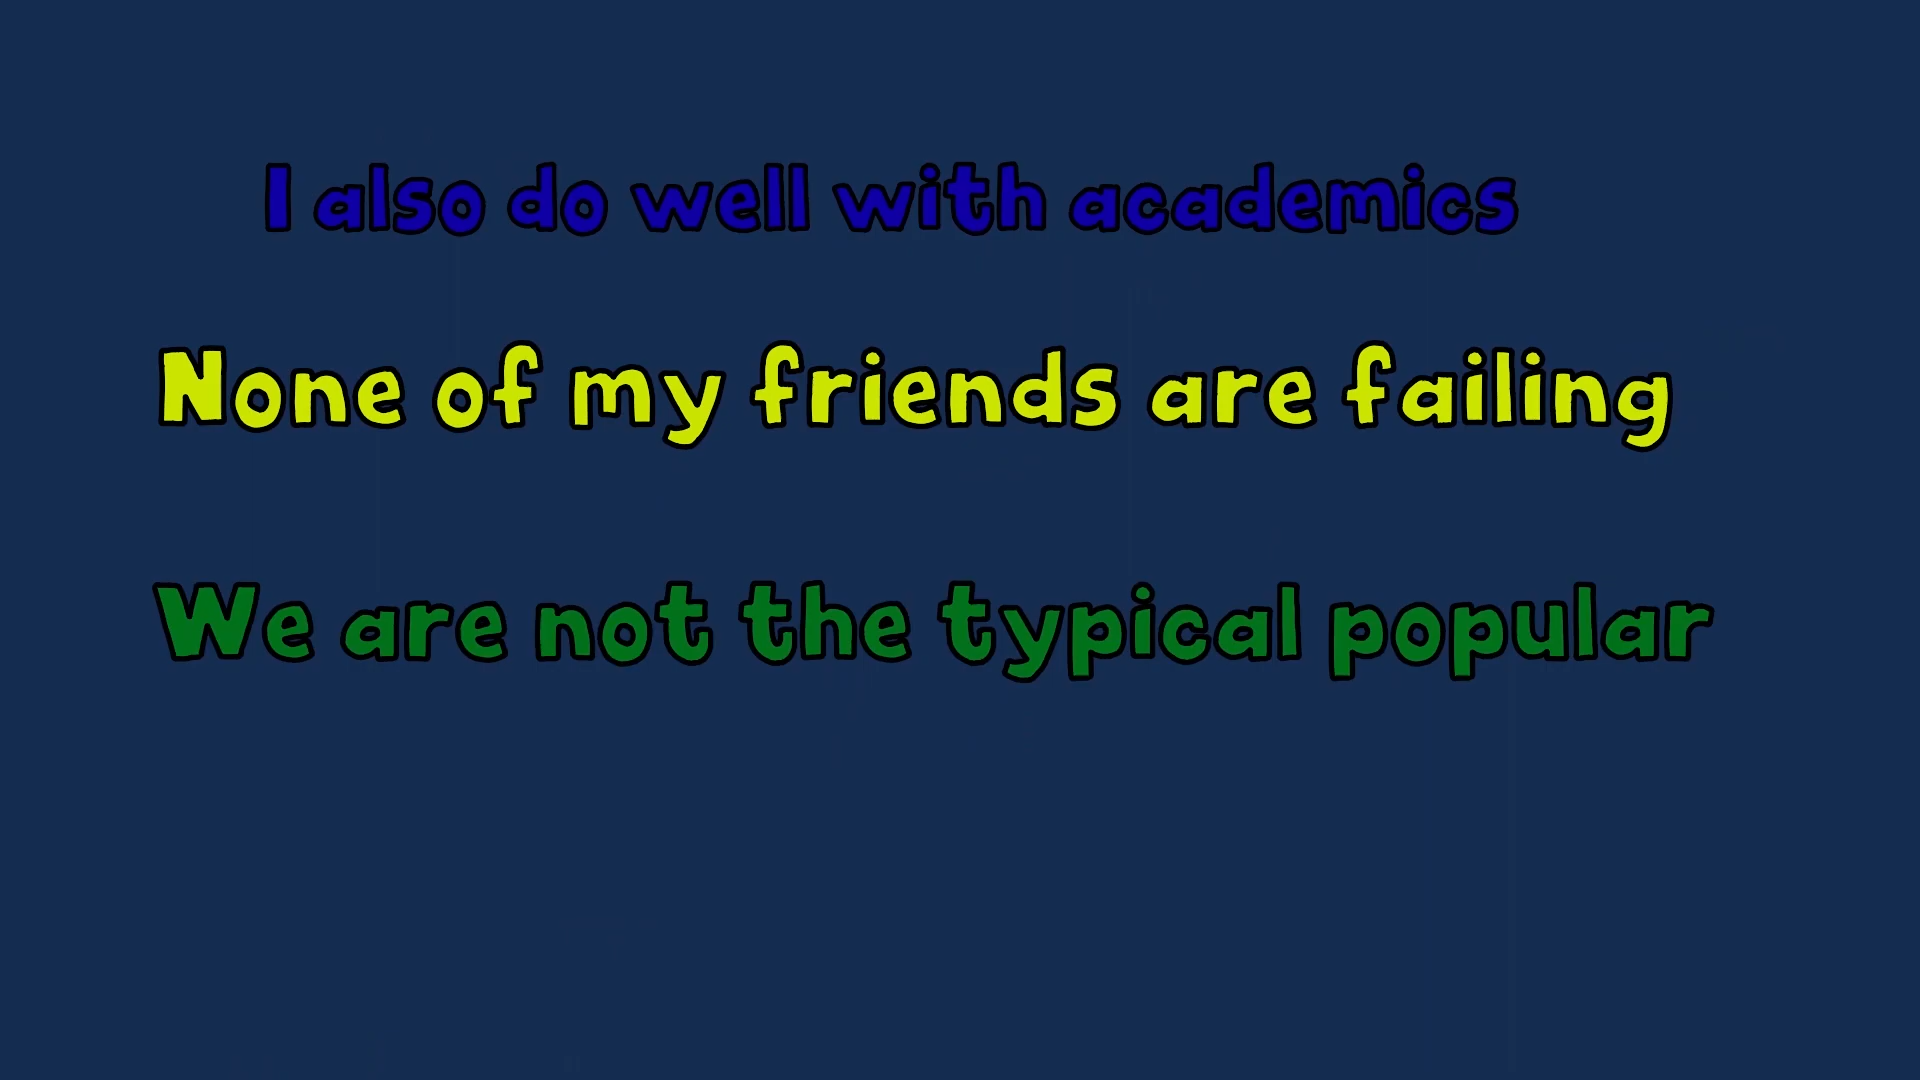 I also do well with academics
None of my friends are failing
We are not the typical popular